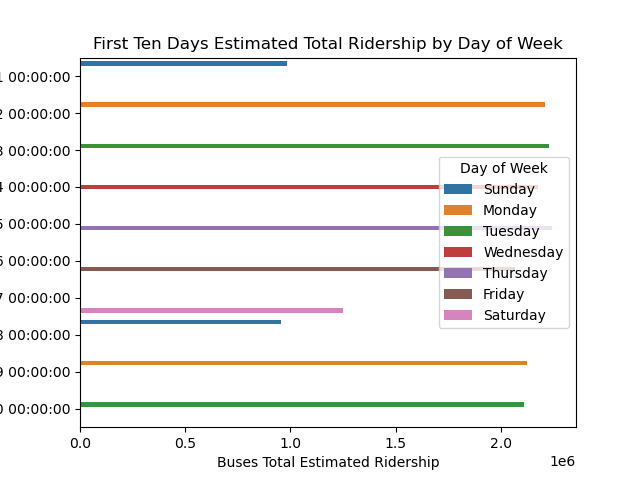 First Ten Days Estimated Total Ridership by Day of Week
1 00:00:00
2 00:00:00
3 00:00:00
4 00:00:00
5 00:00:00
6 00:00:00
7 00:00:00
8 00:00:00
9 00:00:00
0 00:00:00
Day of Week
Sunday
Monday
Tuesday
Wednesday
Thursday
Friday
Saturday
0.0 0.5 1.0 1.5 2.0
1e6
Buses Total Estimated Ridership